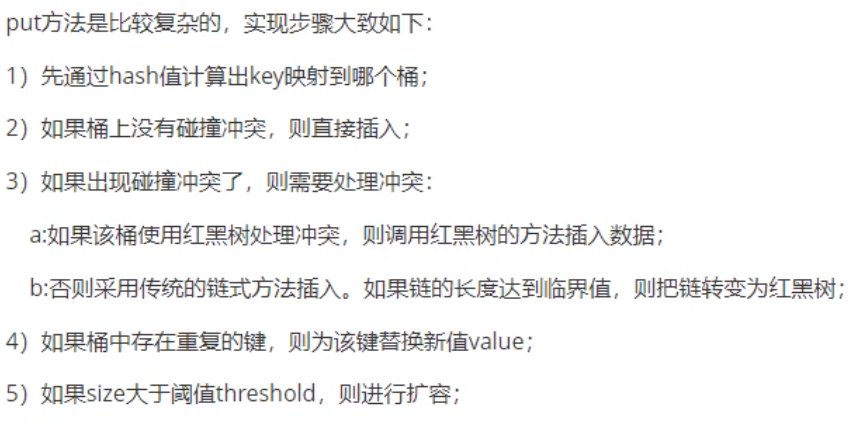 put方法是比较复杂的，实现步骤大致如下：
1）先通过hash值计算出key映射到哪个桶；
2）如果桶上没有碰撞冲突，则直接插入；
3）如果出现碰撞冲突了，则需要处理冲突：
a:如果该桶使用红黑树处理冲突，则调用红黑树的方法插入数据；
b:否则采用传统的链式方法插入。如果链的长度达到临界值，则把链转变为红黑树；
4）如果桶中存在重复的键，则为该键替换新值value；
5）如果size大于阈值threshold，则进行扩容；